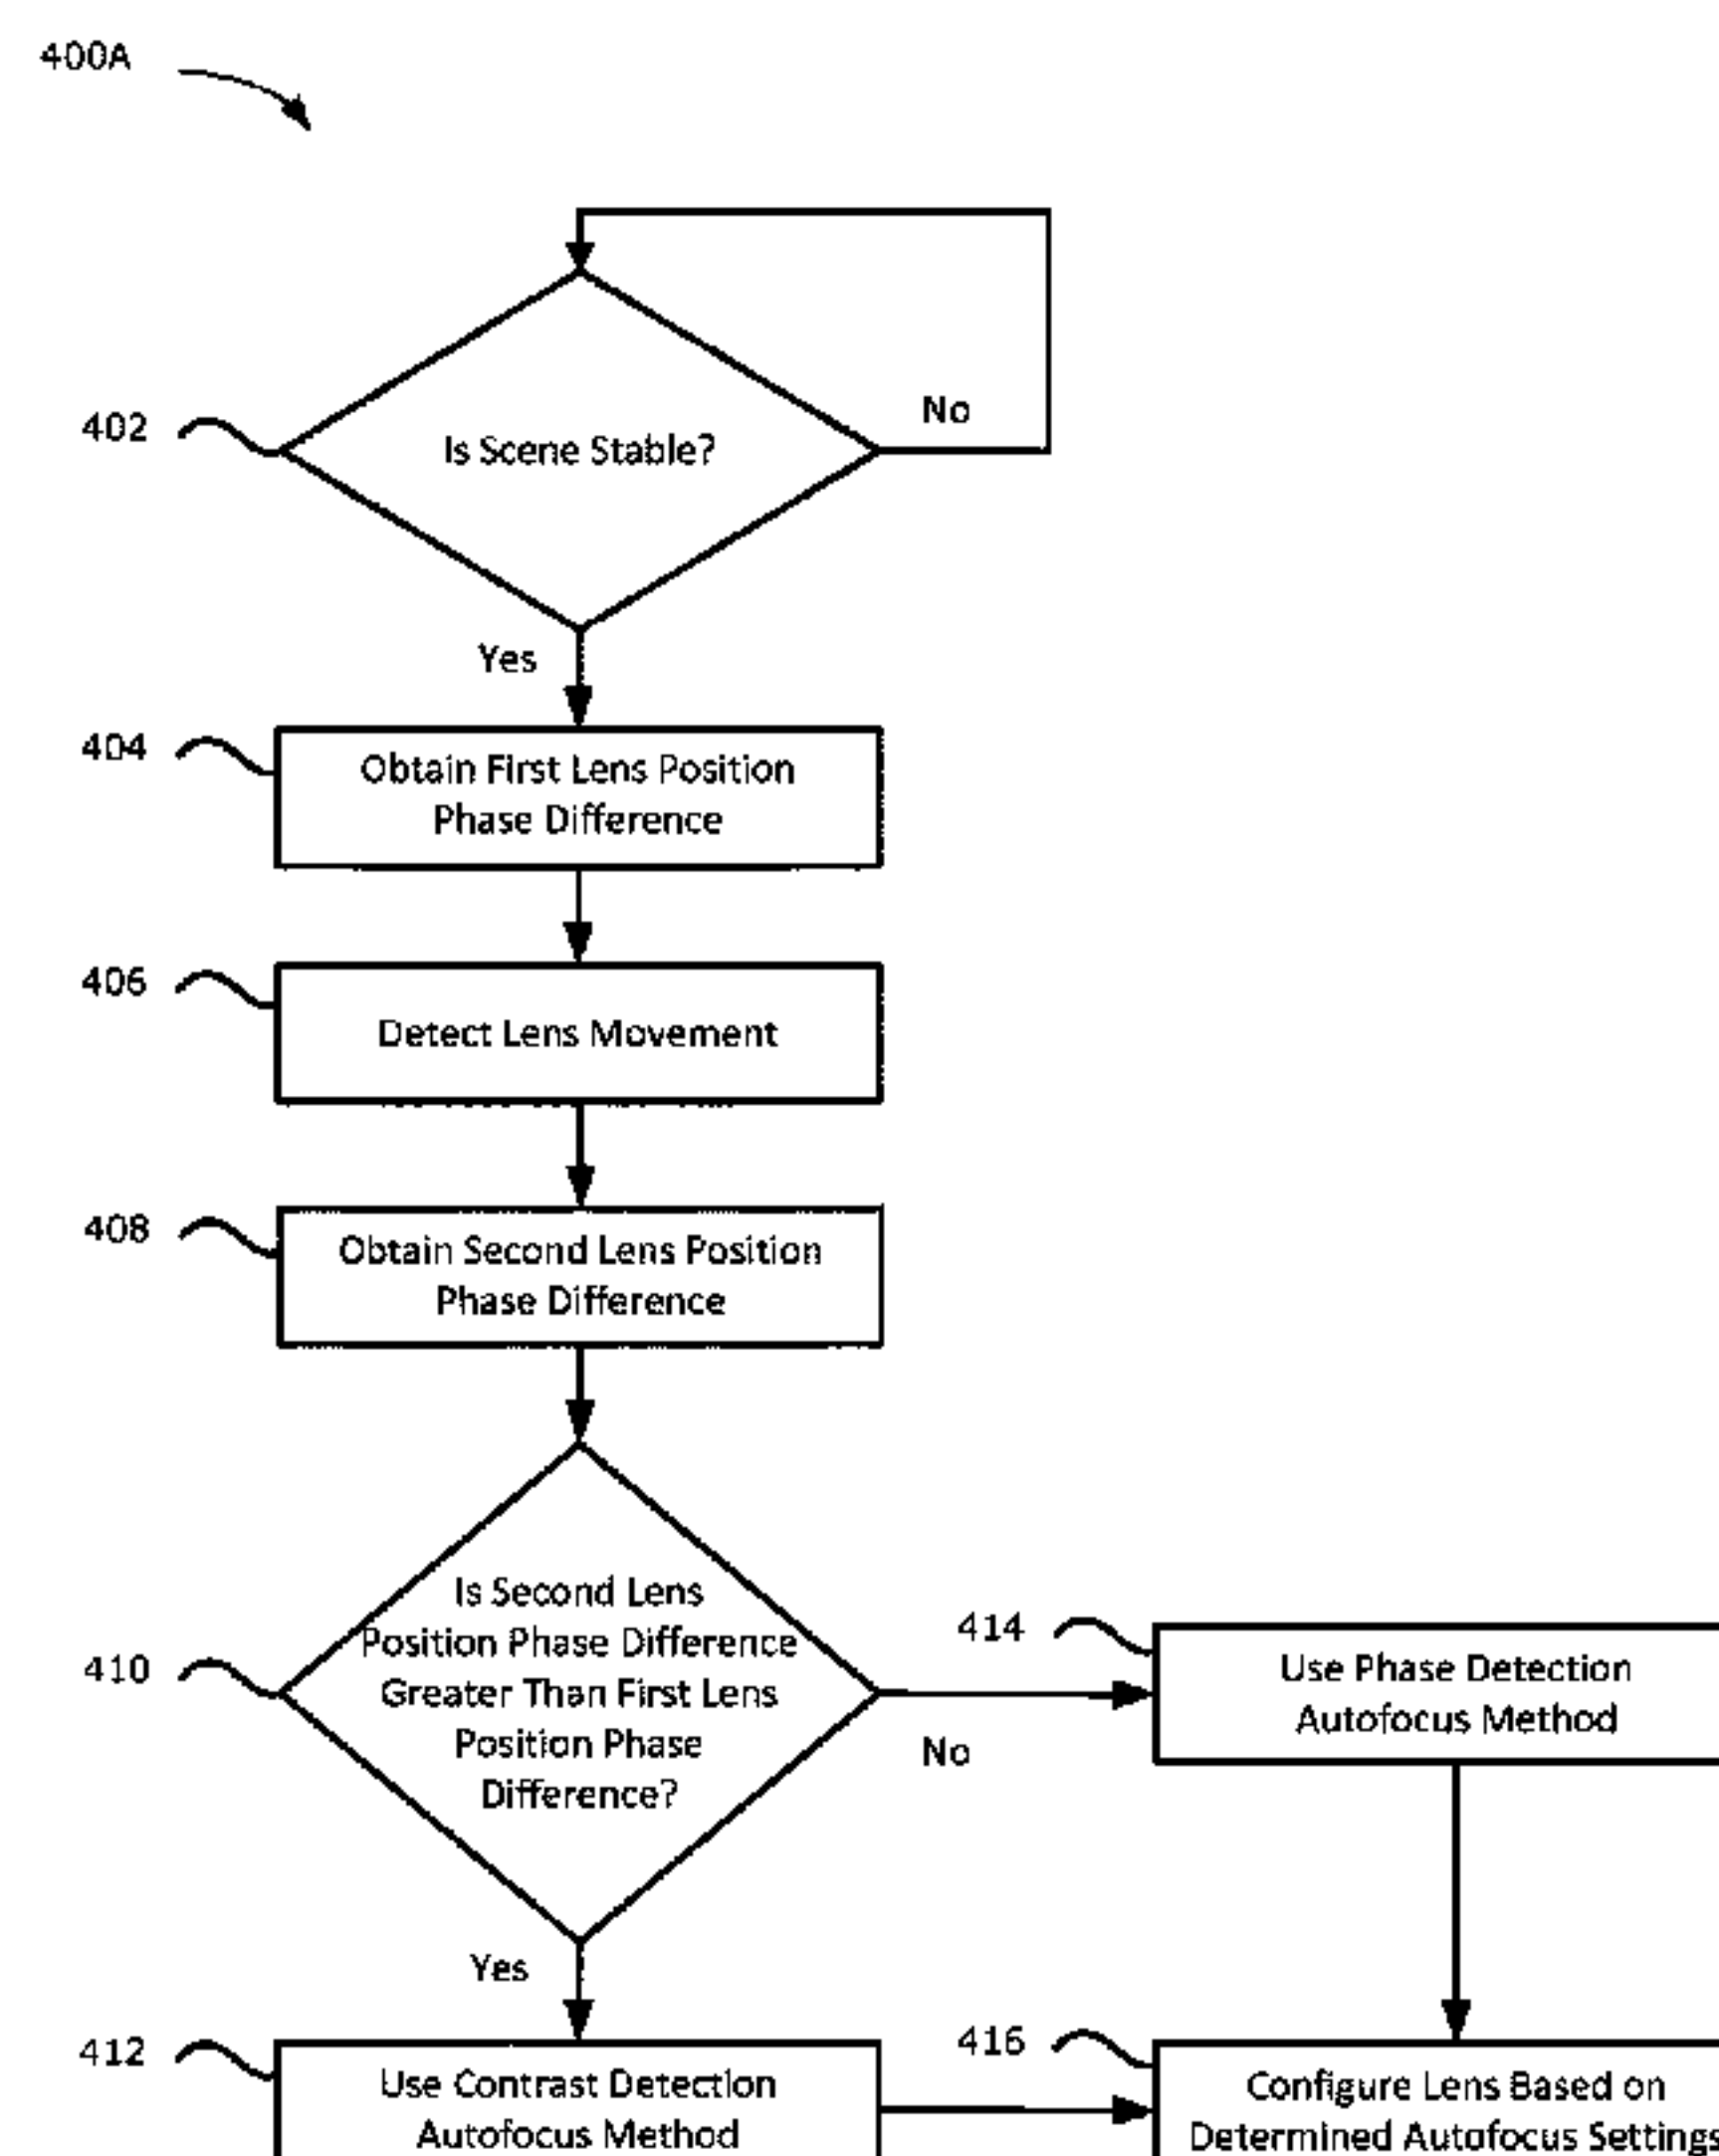 400A
402
Is Scene Stable?
No
Yes
404
Obtain First Lens Position
Phase Difference
406
Detect Lens Movement
408
Obtain Second Lens Position
Phase Difference
410
Is Second Lens
Position Phase Difference
Greater Than First Lens
Position Phase
Difference?
No
414
Use Phase Detection
Autofocus Method
Yes
412
Use Contrast Detection
Autofocus Method
416
Configure Lens Based on
Determined Autofocus Settings